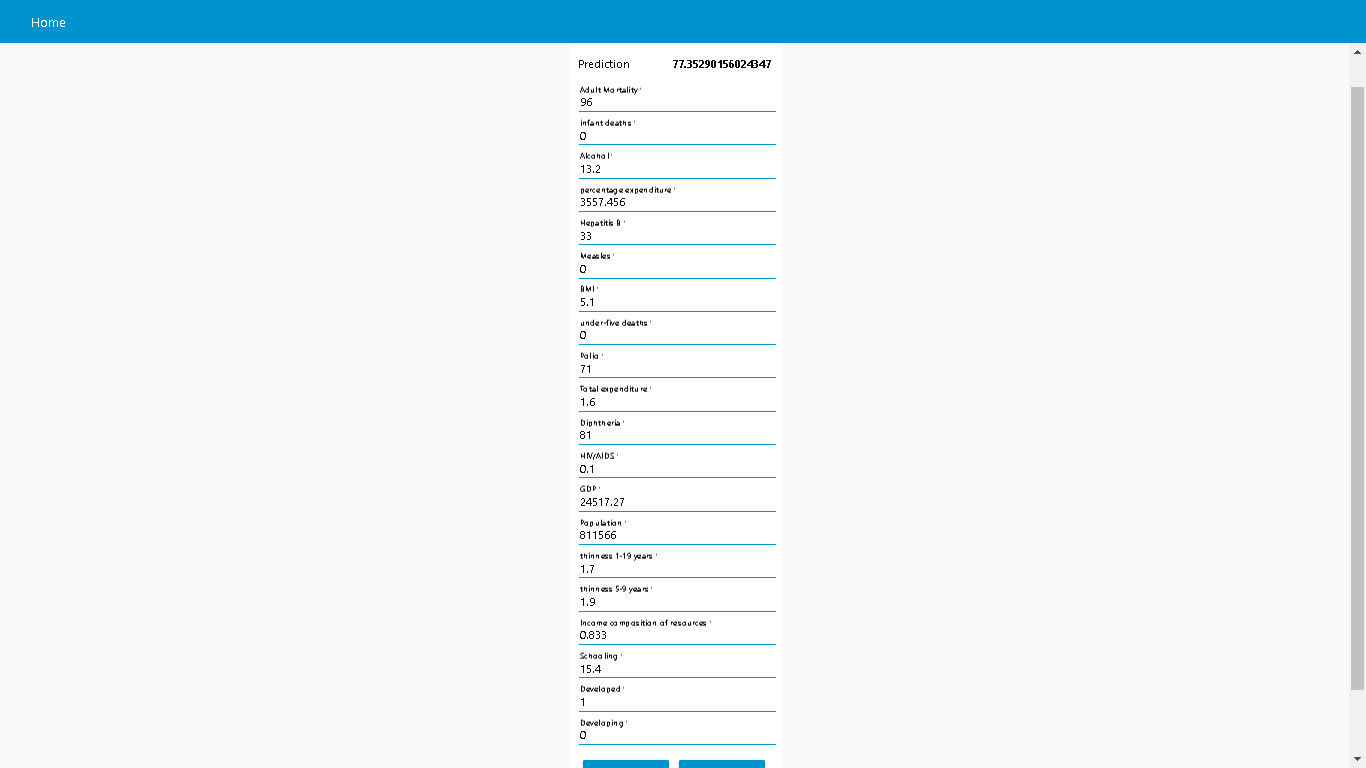 Home
Prediction 77.35290156024347
Adult Mortality *
96
infant deaths *
0
Alcohol *
13.2
percentage expenditure *
3557.456
Hepatitis B *
33
Measles *
0
BMI *
5.1
under-five deaths *
0
Polio *
71
Total expenditure *
1.6
Diphtheria *
81
HIV/AIDS *
0.1
GDP *
24517.27
Population *
811566
thinness 1-19 years *
1.7
thinness 5-9 years *
1.9
Income composition of resources *
0.833
Schooling *
15.4
Developed *
1
Developing *
0